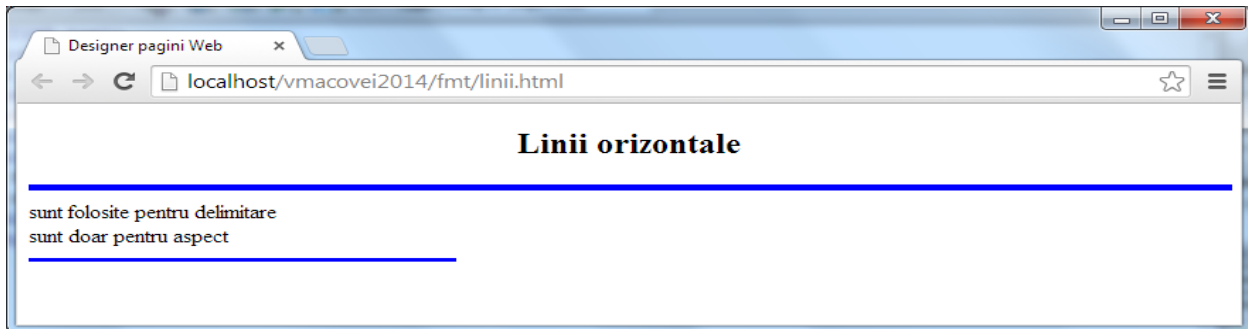 Designer pagini Web
localhost/vmacovei2014/fmt/linii.html
Linii orizontale
sunt folosite pentru delimitare
sunt doar pentru aspect